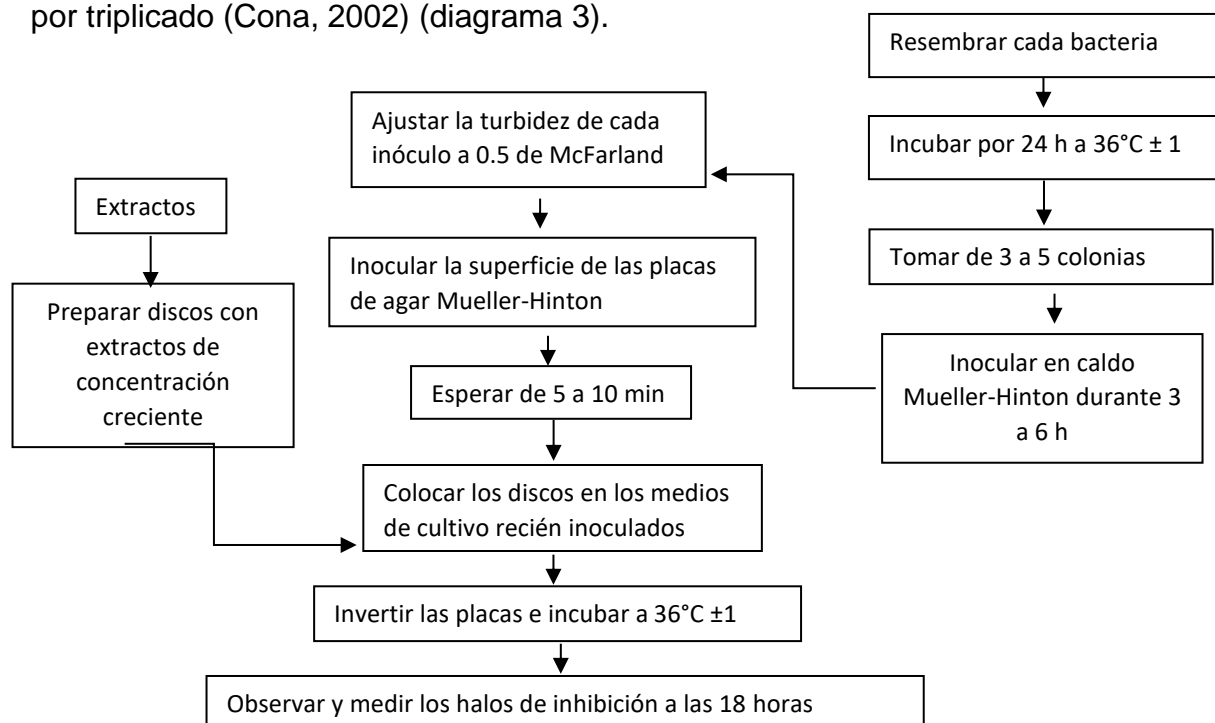 por triplicado (Cona, 2002) (diagrama 3).
Resembrar cada bacteria
Incubar por 24 h a 36°C ± 1
Tomar de 3 a 5 colonias
Inocular en caldo
Mueller-Hinton durante 3
a 6 h
Ajustar la turbidez de cada
inóculo a 0.5 de McFarland
Inocular la superficie de las placas
de agar Mueller-Hinton
Esperar de 5 a 10 min
Extractos
Preparar discos con
extractos de
concentración
creciente
Colocar los discos en los medios
de cultivo recién inoculados
Invertir las placas e incubar a 36°C ±1
Observar y medir los halos de inhibición a las 18 horas